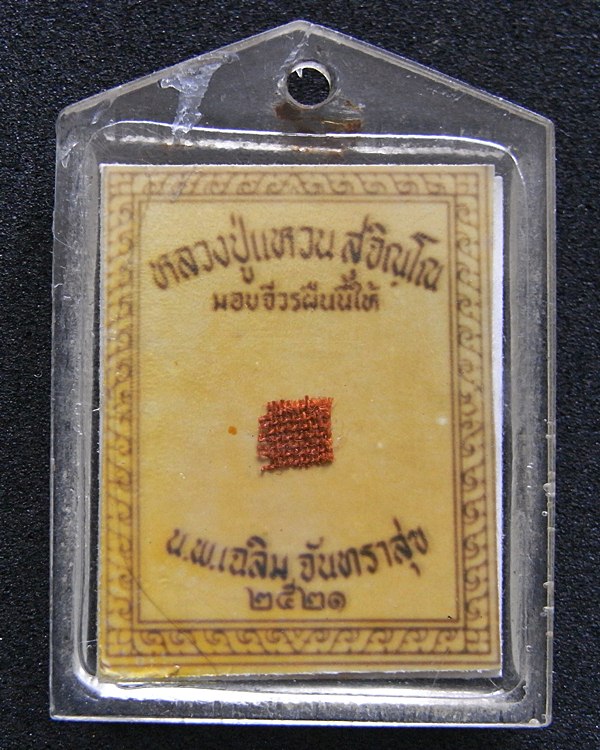 หลวงปู่แหวน สุจิณฺโณ
มอบจีวรผืนนี้ให้
น.พ.เฉลิม จันทราสุข
๒๕๒๑